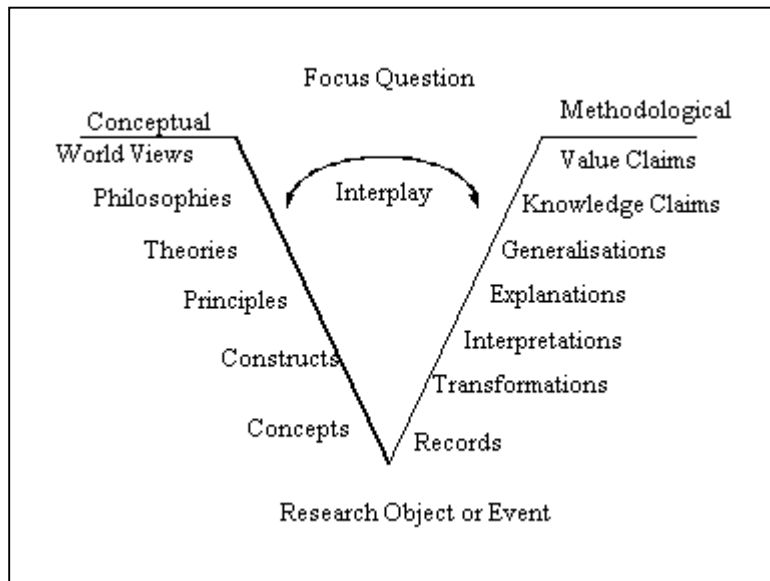 Focus Question
Conceptual
Methodological
World Views
Value Claims
Philosophies
Interplay
Knowledge Claims
Theories
Generalisations
Principles
Explanations
Constructs
Interpretations
Transformations
Concepts
Records
Research Object or Event